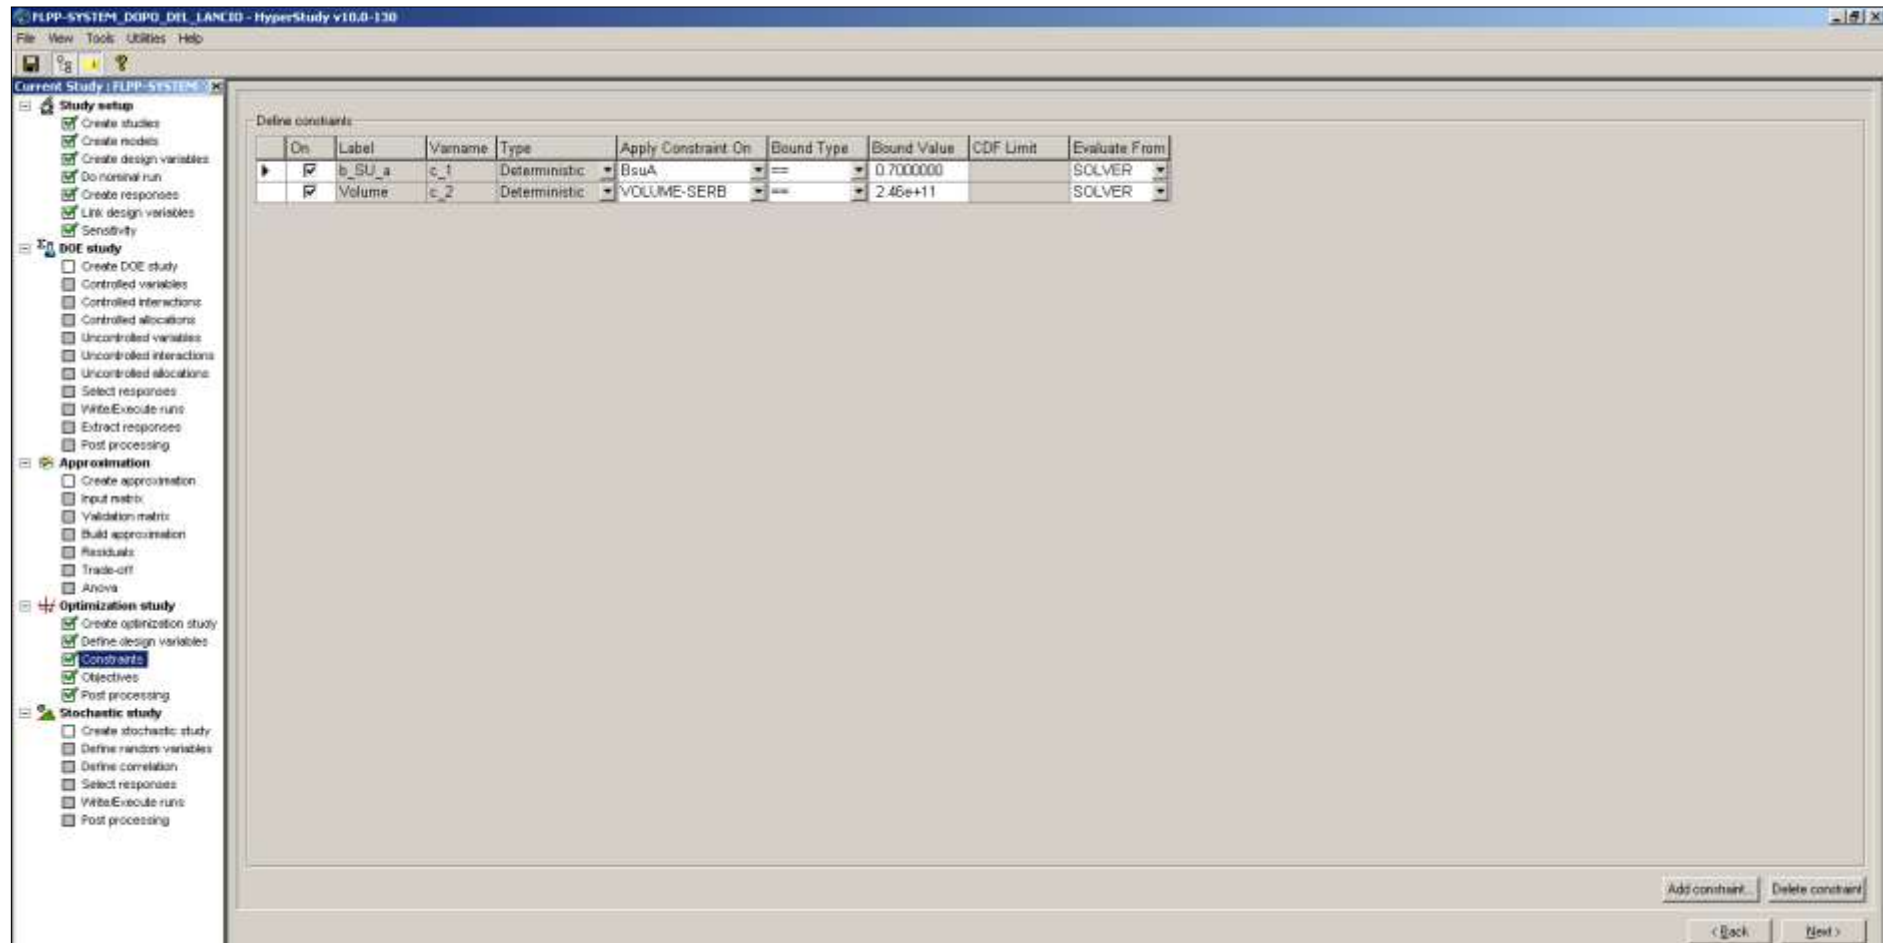 FLPP-SYSTEM_DOPO_DEL_LANCIO - HyperStudy v10.0-130
File View Tools Utilities Help
Current Study : FLPP-SYSTEM
Study setup
Create studies
Create models
Create design variables
Do nominal run
Create responses
Link design variables
Sensitivity
DOE study
Create DOE study
Controlled variables
Controlled interactions
Controlled allocations
Uncontrolled variables
Uncontrolled interactions
Uncontrolled allocations
Select responses
Write/Execute runs
Extract responses
Post processing
Approximation
Create approximation
Input matrix
Validation matrix
Build approximation
Residuals
Trade-off
Anova
Optimization study
Create optimization study
Define design variables
Constraints
Objectives
Post processing
Stochastic study
Create stochastic study
Define random variables
Define correlation
Select responses
Write/Execute runs
Post processing
Define constraints
On Label Varname Type Apply Constraint On Bound Type Bound Value CDF Limit Evaluate From
b_SU_a c_1 Deterministic BsuA == 0.7000000 SOLVER
Volume c_2 Deterministic VOLUME-SERB == 2.46e+11 SOLVER
Add constraint... Delete constraint
< Back Next >